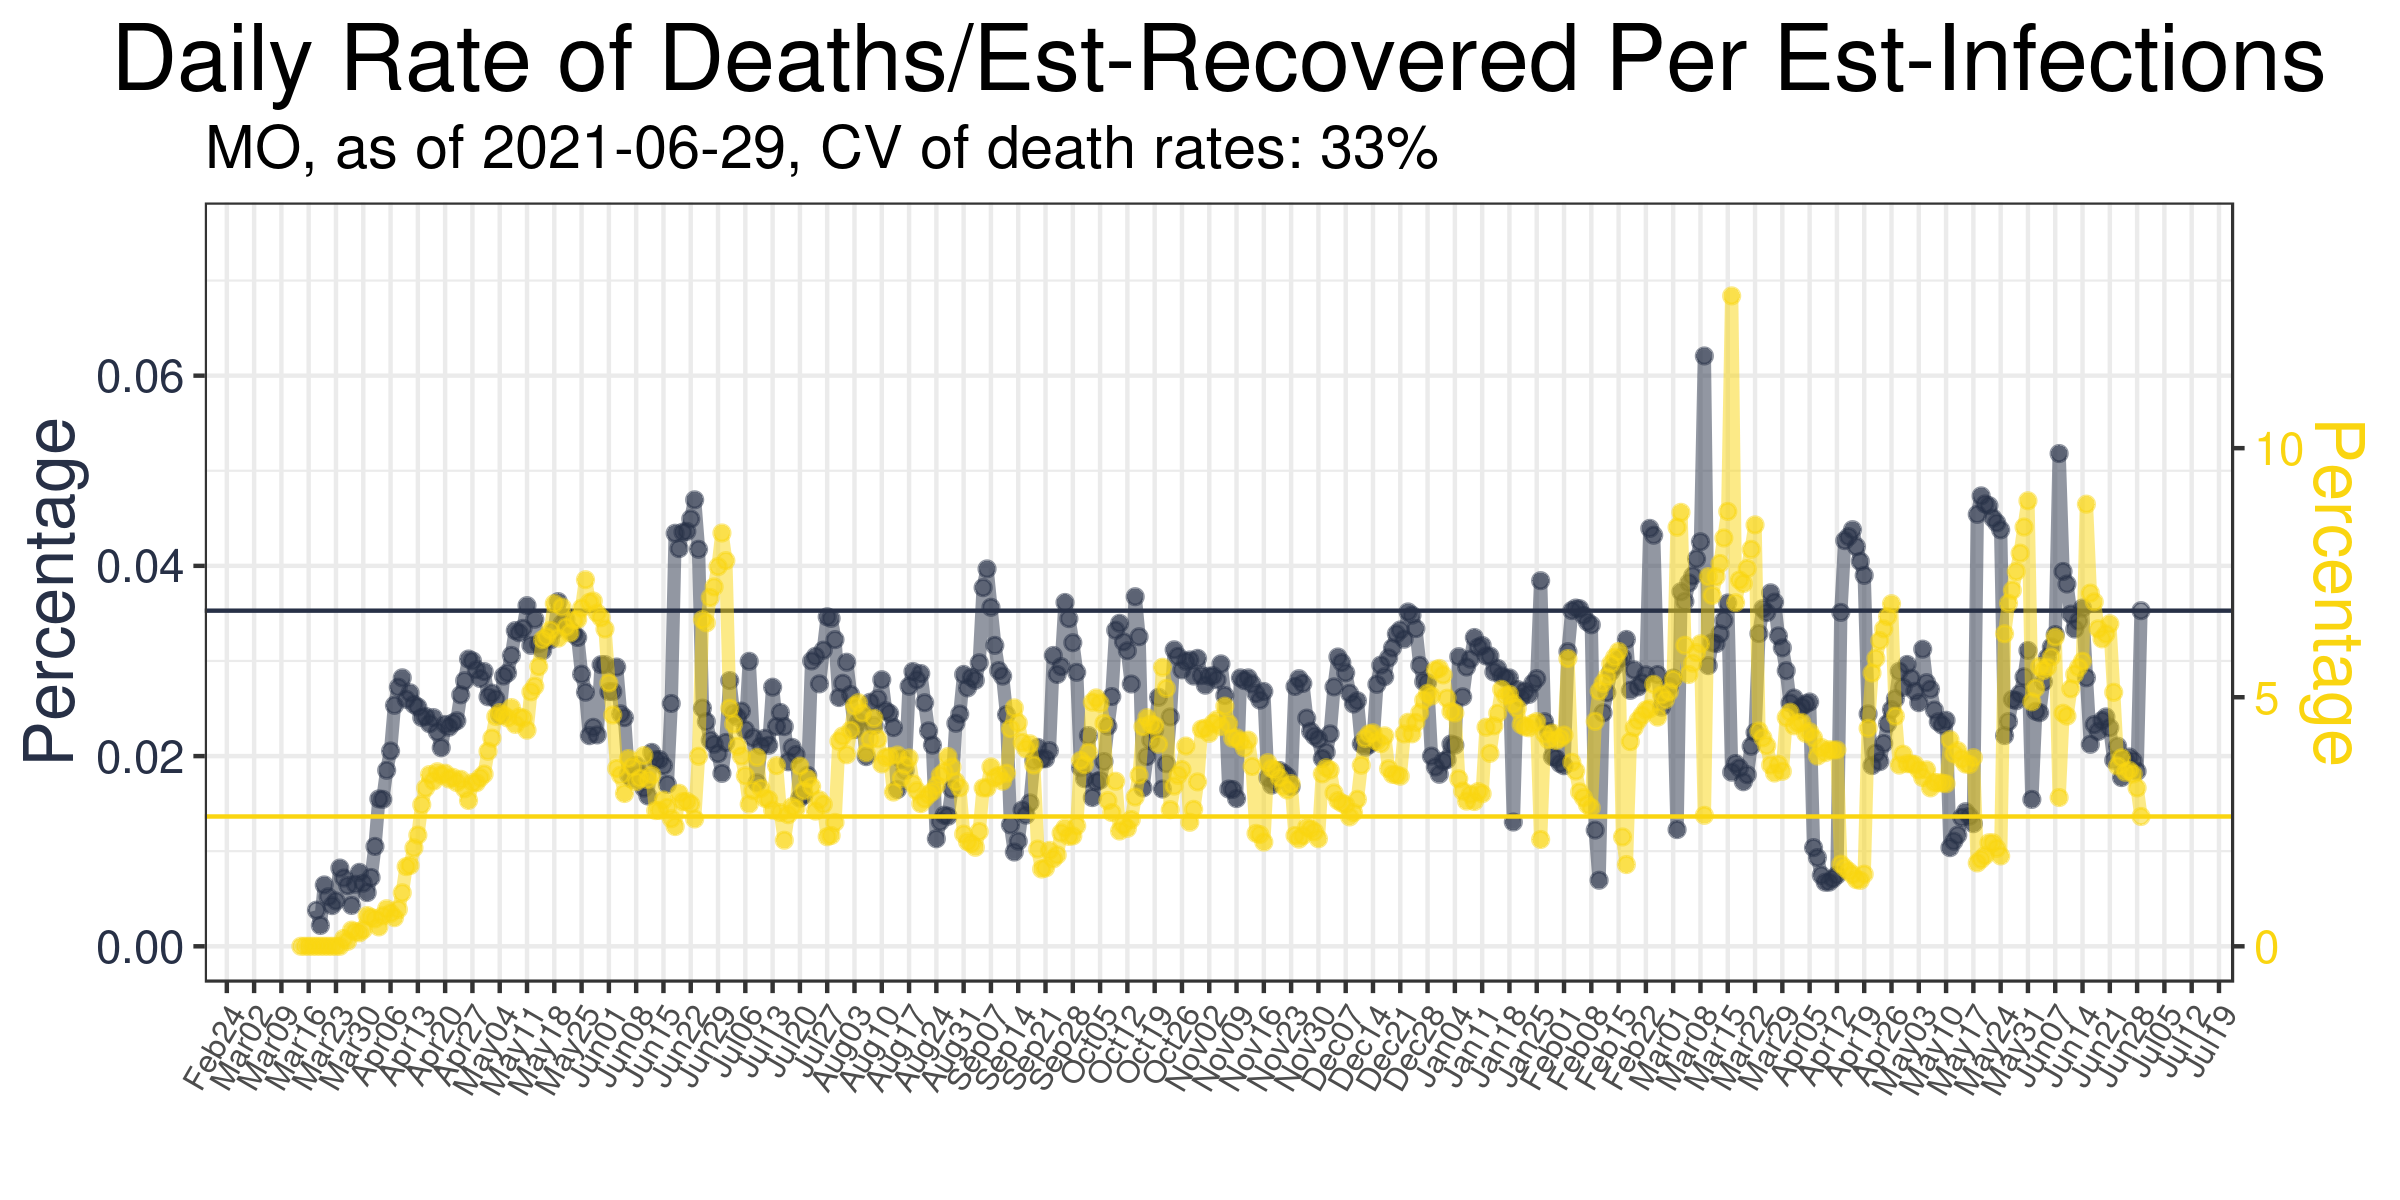 Daily Rate of Deaths/Est-Recovered Per Est-Infections
MO, as of 2021-06-29, CV of death rates: 33%
Percentage
0.06
0.04
0.02
0.00
10
5
0
Percentage
Feb24
Mar02
Mar09
Mar16
Mar23
Mar30
Apr06
Apr13
Apr20
Apr27
May04
May11
May18
May25
Jun01
Jun08
Jun15
Jun22
Jun29
Jul06
Jul13
Jul20
Jul27
Aug03
Aug10
Aug17
Aug24
Aug31
Sep07
Sep14
Sep21
Sep28
Oct05
Oct12
Oct19
Oct26
Nov02
Nov09
Nov16
Nov23
Nov30
Dec07
Dec14
Dec21
Dec28
Jan04
Jan11
Jan18
Jan25
Feb01
Feb08
Feb15
Feb22
Mar01
Mar08
Mar15
Mar22
Mar29
Apr05
Apr12
Apr19
Apr26
May03
May10
May17
May24
May31
Jun07
Jun14
Jun21
Jun28
Jul05
Jul12
Jul19